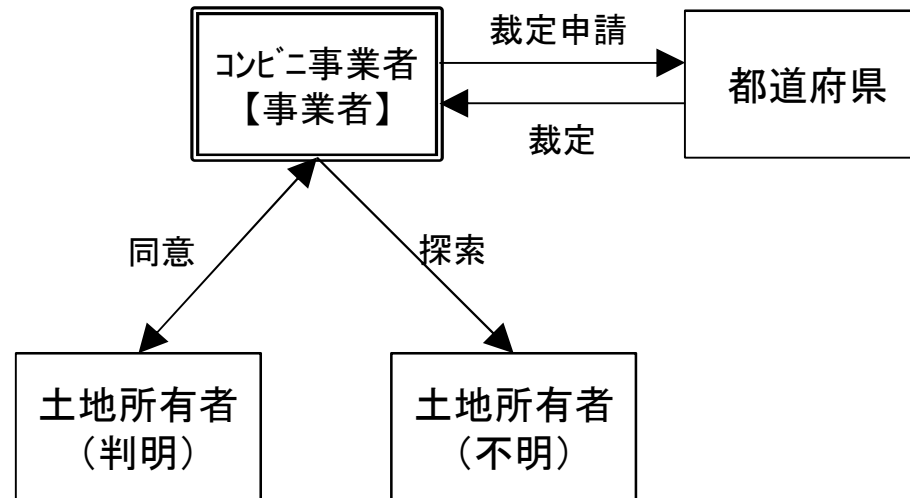 コンビニ事業者
【事業者】
裁定申請
都道府県
裁定
同意
探索
土地所有者
（判明）
土地所有者
（不明）